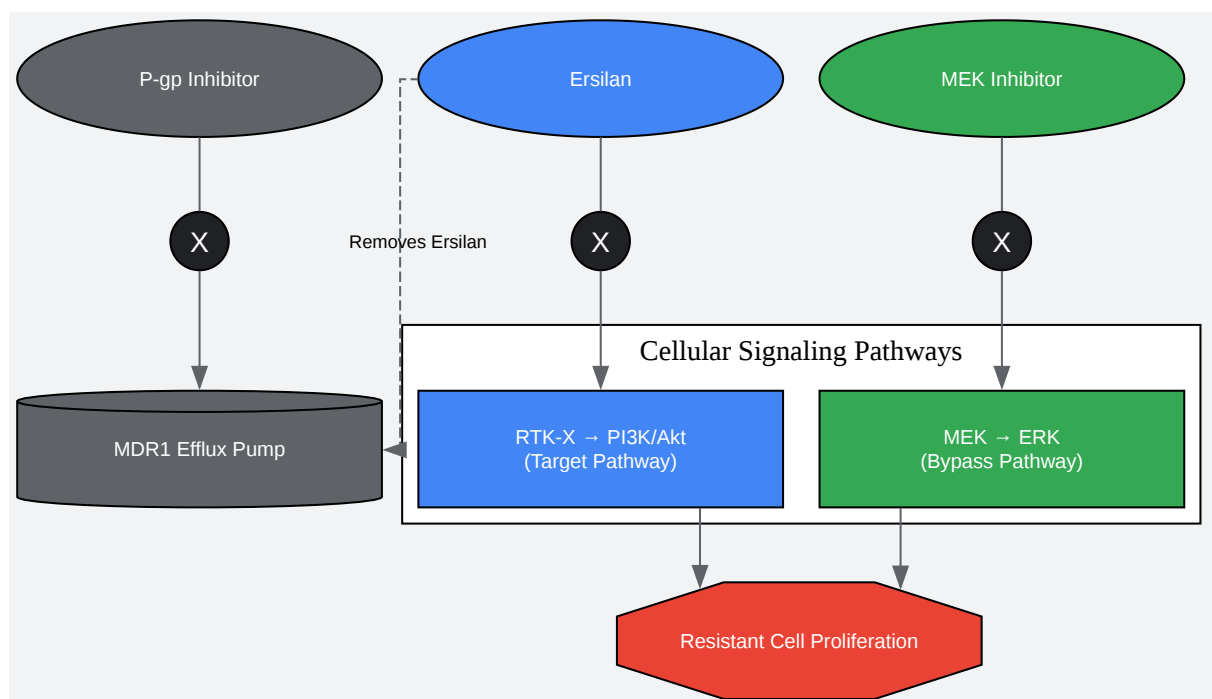 P-gp Inhibitor
Ersilan
MEK Inhibitor
X
X
X
Removes Ersilan
Cellular Signaling Pathways
MDR1 Efflux Pump
RTK-X → PI3K/Akt
(Target Pathway)
MEK → ERK
(Bypass Pathway)
Resistant Cell Proliferation